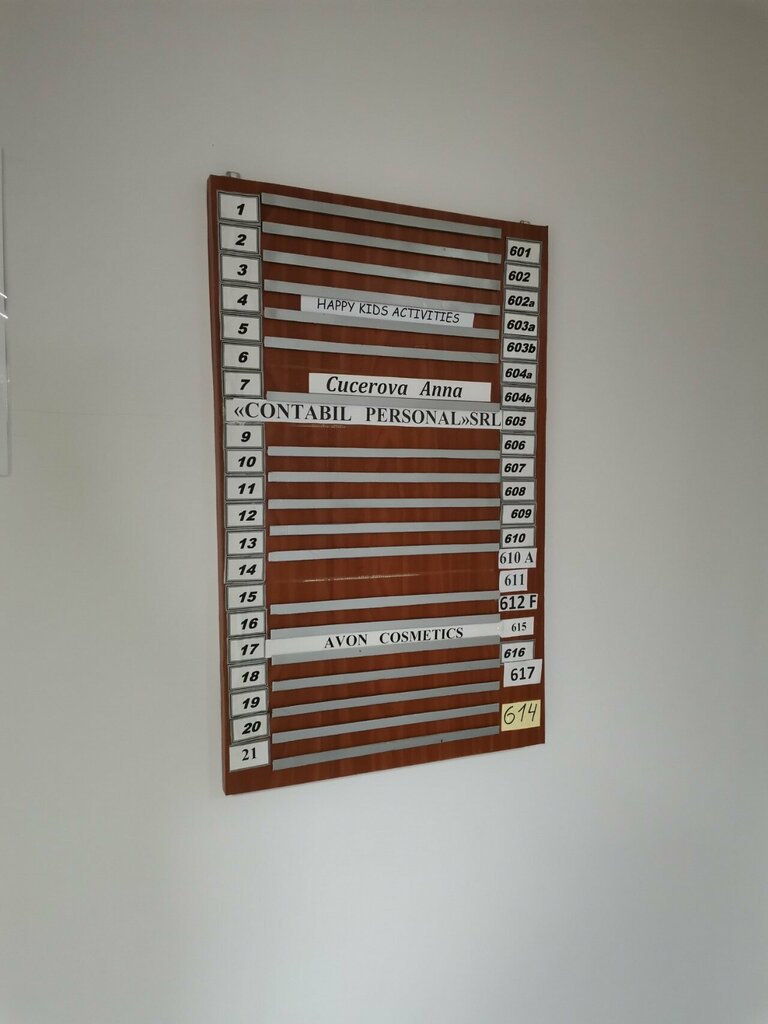 1
2 601
3 602
4 HAPPY KIDS ACTIVITIES 602a
5 603a
6 603b
7 Cucerova Anna 604a
604b
«CONTABIL PERSONAL»SRL 605
9 606
10 607
11 608
12 609
13 610
14 610 A
15 611
16 612 F
17 AVON COSMETICS 615
18 616
19 617
20 614
21